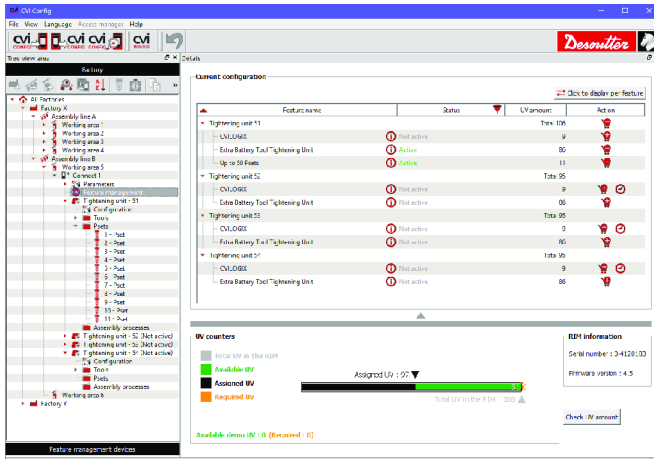 CVI Config
File View Language Access manager Help
Desoutter
Tree view area
Details
Factory
All Factories
Factory X
Assembly line A
Working area 1
Working area 2
Working area 3
Working area 4
Assembly line B
Working area 5
Connect 1
Parameters
Feature management
Tightening unit - 51
Configuration
Tools
Psets
1 - Pset
2 - Pset
3 - Pset
4 - Pset
5 - Pset
6 - Pset
7 - Pset
8 - Pset
9 - Pset
10 - Pset
11 - Pset
Assembly processes
Tightening unit - 52 (Not active)
Tightening unit - 53 (Not active)
Tightening unit - 54 (Not active)
Configuration
Tools
Psets
Assembly processes
Working area 6
Factory Y
Feature management devices
Current configuration
Click to display per feature
Feature name Status UV amount Action
Tightening unit 51 Total 106
CVILOGIX Not active 9
Extra Battery Tool Tightening Unit Active 86
Up to 50 Psets Active 11
Tightening unit 52 Total 95
CVILOGIX Not active 9
Extra Battery Tool Tightening Unit Not active 86
Tightening unit 53 Total 95
CVILOGIX Not active 9
Extra Battery Tool Tightening Unit Not active 86
Tightening unit 54 Total 95
CVILOGIX Not active 9
Extra Battery Tool Tightening Unit Not active 86
UV counters
Total UV in the RIM
Available UV
Assigned UV
Required UV
Assigned UV : 97
Total UV in the RIM : 188
Available demo UV : 0 (Required : 0)
RIM information
Serial number : 3-4120183
Firmware version : 4.5
Check UV amount